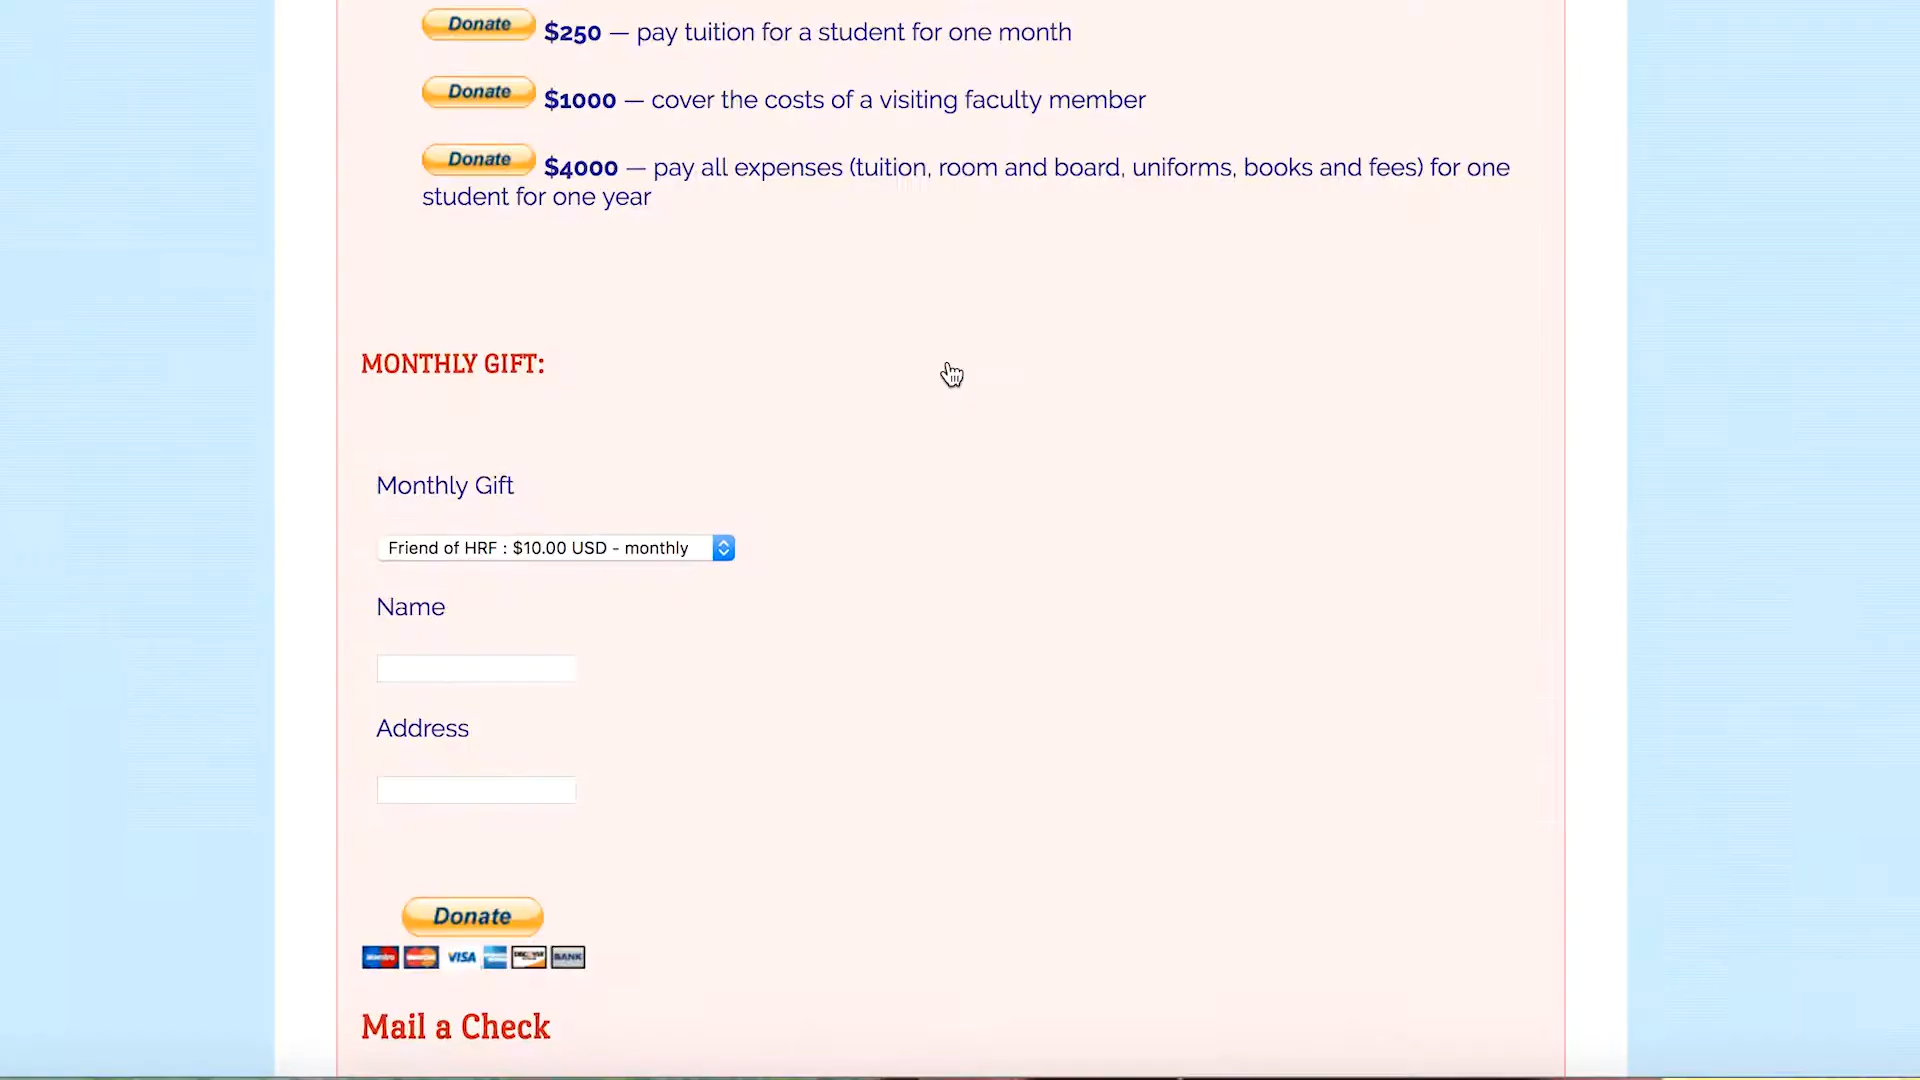 Donate $250 — pay tuition for a student for one month
Donate $1000 — cover the costs of a visiting faculty member
Donate $4000 — pay all expenses (tuition, room and board, uniforms, books and fees) for one
student for one year
MONTHLY GIFT:
Monthly Gift
Friend of HRF : $10.00 USD - monthly
Name
Address
Donate
VISA DISCOVER BANK
Mail a Check